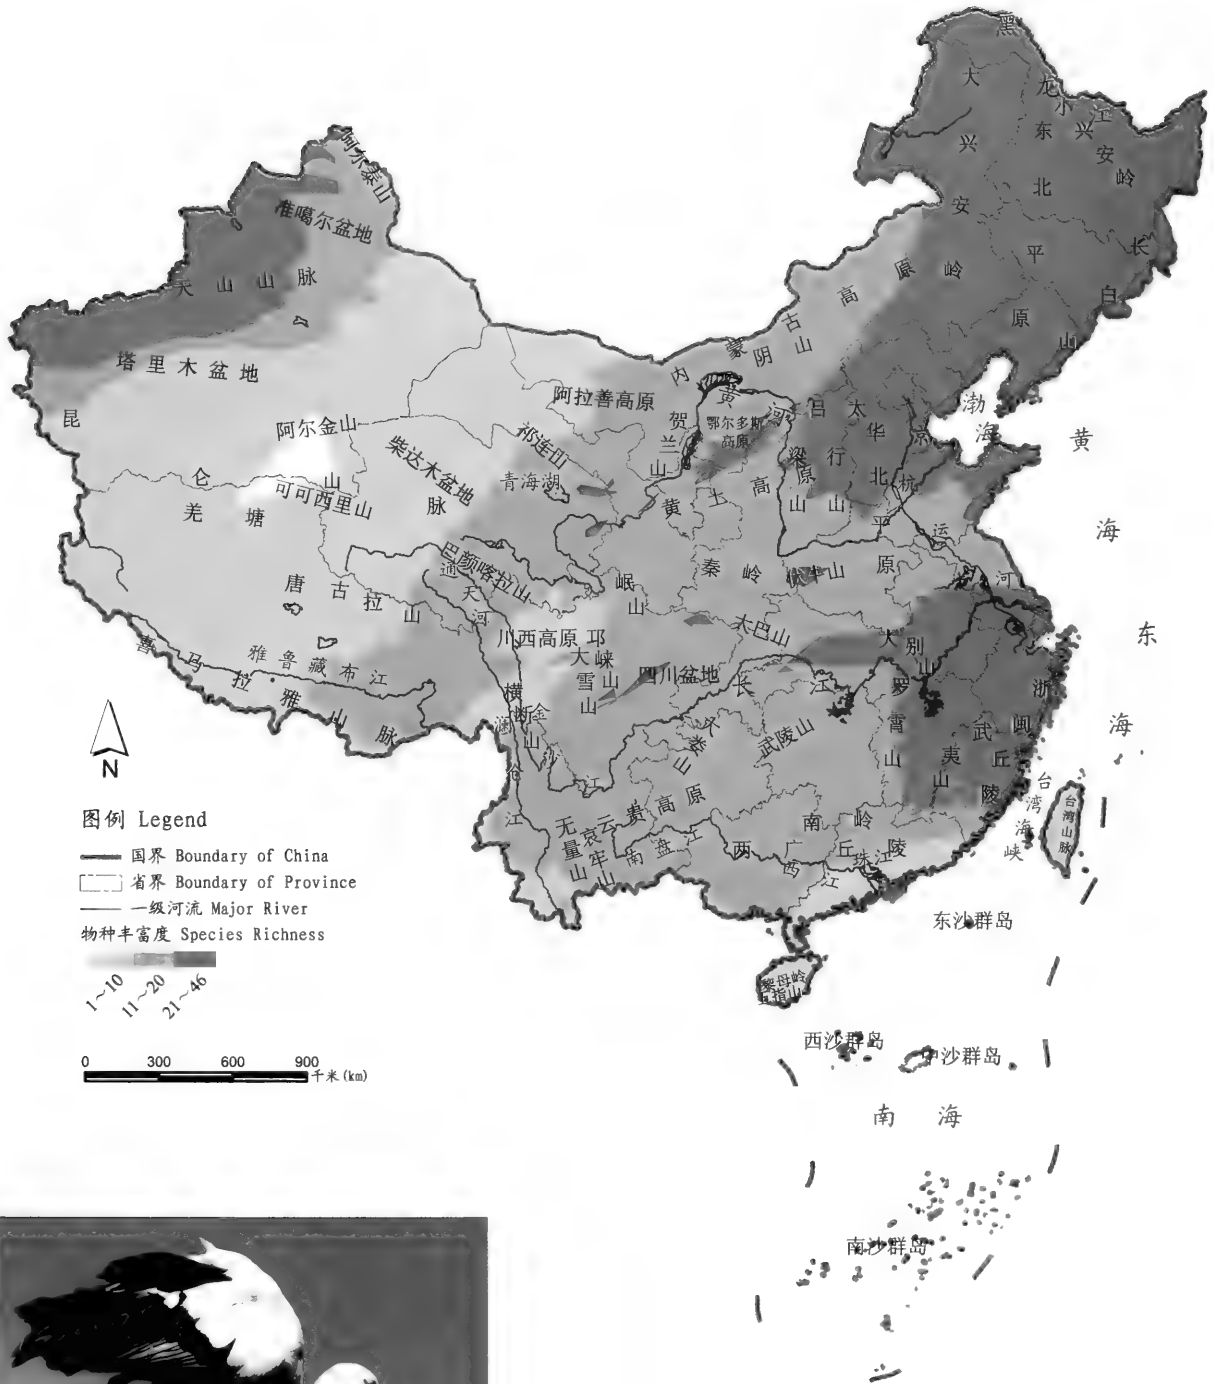 黑
龙
江
大
兴
安
岭
小
兴
安
岭
东
北
平
原
长
白
山
阿尔泰山
准噶尔盆地
天山山脉
塔里木盆地
内蒙古高原
阴山
阿拉善高原
贺兰山
黄河
鄂尔多斯
高原
吕梁山
太行山
华北平原
京杭运河
渤海
黄海
昆仑山脉
阿尔金山
祁连山
柴达木盆地
青海湖
可可西里山
羌塘
黄土高原
秦岭
伏牛山
岷山
巴颜喀拉山
通天河
唐古拉山
喜马拉雅山脉
雅鲁藏布江
川西高原
邛崃山
大雪山
四川盆地
大巴山
大别山
长江
横断山
金沙江
澜仓江
武陵山
大娄山
罗霄山
武夷山
浙闽丘陵
东海
云贵高原
无量山
哀牢山
南盘江
南岭
两广丘陵
西江
珠江
台湾海峡
台湾山脉
东沙群岛
黎母岭
五指山
西沙群岛
中沙群岛
南海
南沙群岛
N
图例 Legend
国界 Boundary of China
省界 Boundary of Province
一级河流 Major River
物种丰富度 Species Richness
1～10
11～20
21～46
0 300 600 900
千米(km)